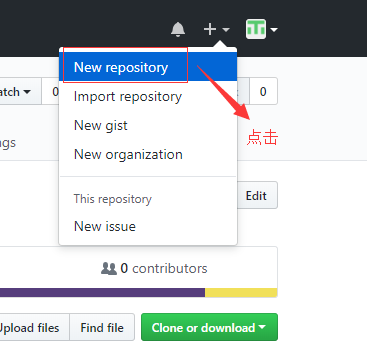 New repository
atch
0
0
Import repository
点击
New gist
ngs
New organization
This repository
Edit
New issue
0 contributors
Upload files
Find file
Clone or download